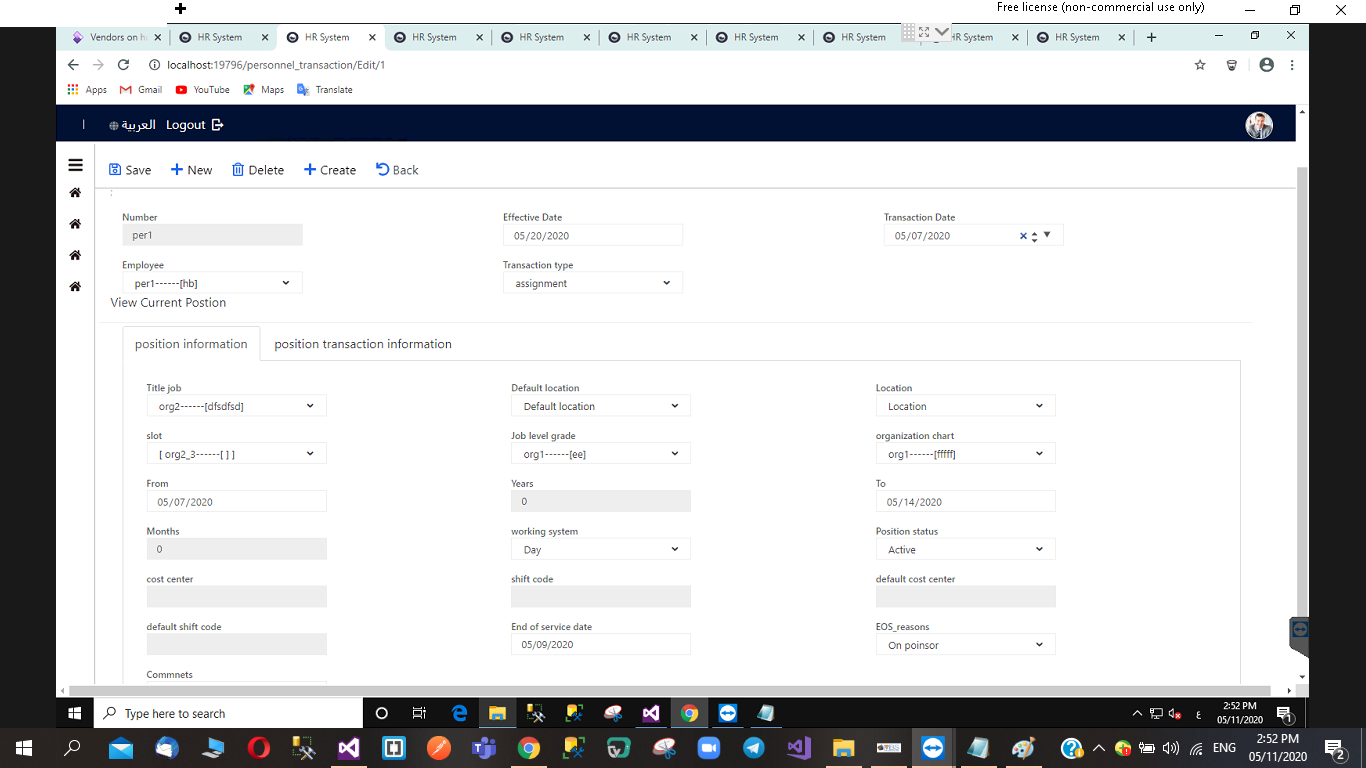 Free license (non-commercial use only)
Vendors on h
HR System
HR System
HR System
HR System
HR System
HR System
HR System
HR System
HR System
localhost:19796/personnel_transaction/Edit/1
Apps Gmail YouTube Maps Translate
العربية Logout
Save New Delete Create Back
:
Number Effective Date Transaction Date
per1 05/20/2020 05/07/2020
Employee Transaction type
per1------[hb] assignment
View Current Postion
position information position transaction information
Title job Default location Location
org2------[dfsdfsd] Default location Location
slot Job level grade organization chart
[ org2_3------[ ] ] org1------[ee] org1------[fffff]
From Years To
05/07/2020 0 05/14/2020
Months working system Position status
0 Day Active
cost center shift code default cost center
default shift code End of service date EOS_reasons
05/09/2020 On poinsor
Commnets
Type here to search
ع 2:52 PM
05/11/2020
1
ENG 2:52 PM
05/11/2020
2